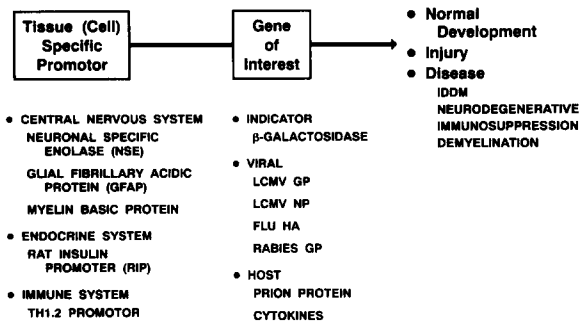 Tissue (Cell)
Specific
Promotor
Gene
of
Interest
• Normal
Development
• Injury
• Disease
IDDM
NEURODEGENERATIVE
IMMUNOSUPPRESSION
DEMYELINATION
• CENTRAL NERVOUS SYSTEM
NEURONAL SPECIFIC
ENOLASE (NSE)
GLIAL FIBRILLARY ACIDIC
PROTEIN (GFAP)
MYELIN BASIC PROTEIN
• ENDOCRINE SYSTEM
RAT INSULIN
PROMOTER (RIP)
• IMMUNE SYSTEM
TH1.2 PROMOTOR
• INDICATOR
β-GALACTOSIDASE
• VIRAL
LCMV GP
LCMV NP
FLU HA
RABIES GP
• HOST
PRION PROTEIN
CYTOKINES